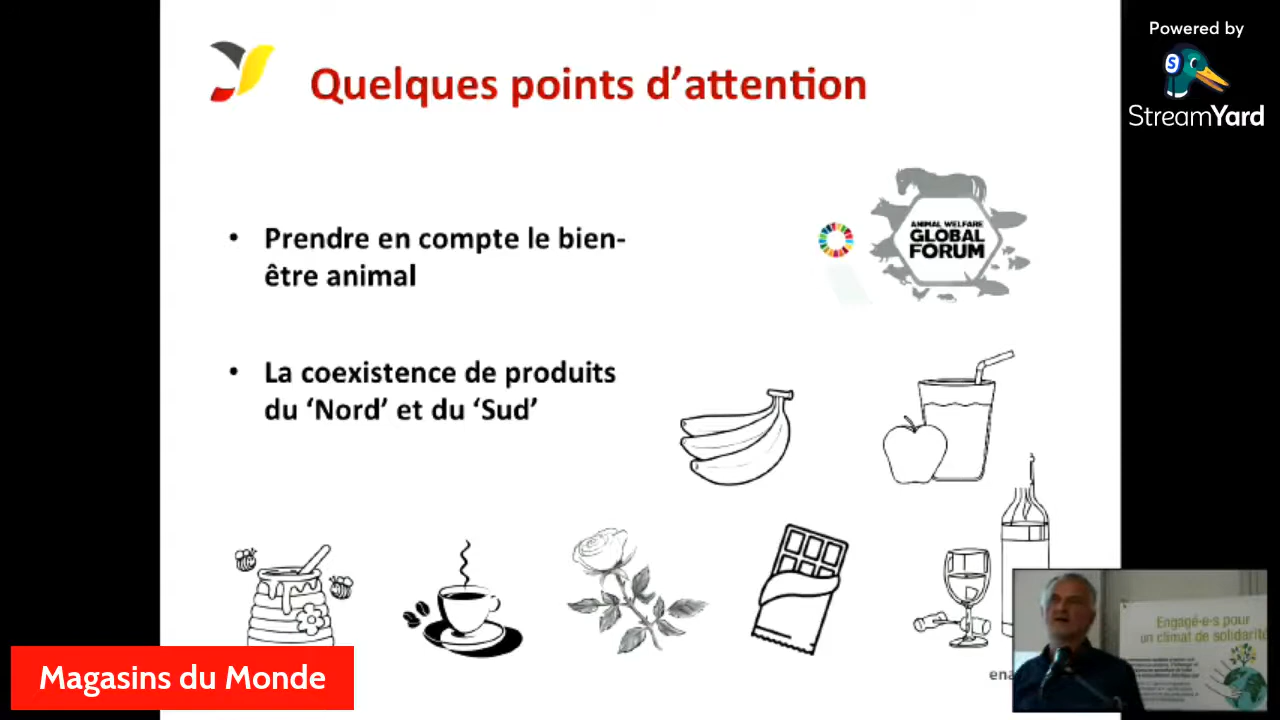 Powered by
StreamYard
Quelques points d'attention
ANIMAL WELFARE
GLOBAL
FORUM
• Prendre en compte le bien-
être animal
• La coexistence de produits
du ‘Nord’ et du ‘Sud’
Engagé·e·s pour
un climat de solidarité
Magasins du Monde